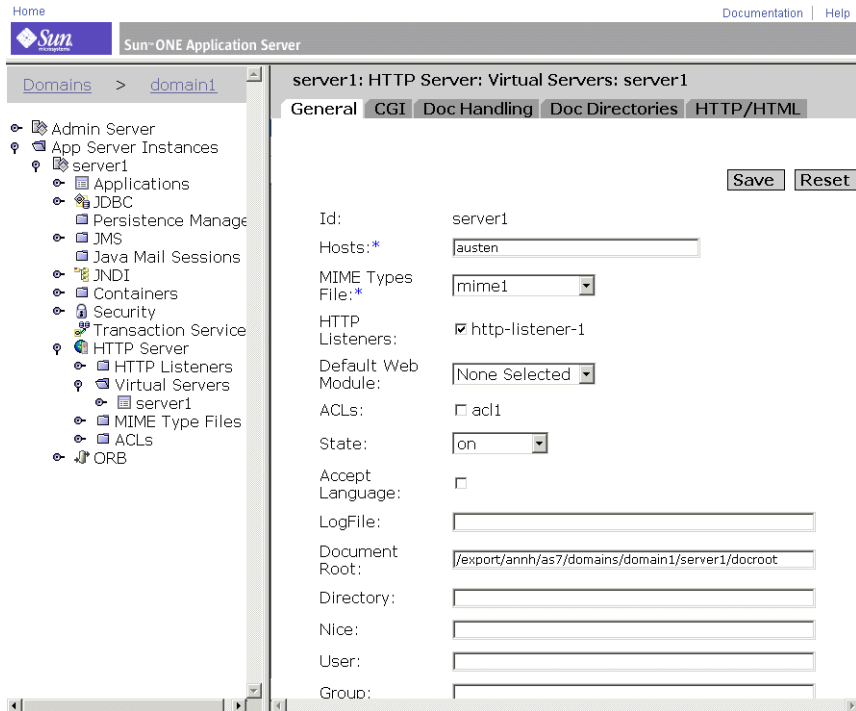 Home
Documentation | Help
Sun
microsystems
Sun™ ONE Application Server
Domains > domain1
Admin Server
App Server Instances
server1
Applications
JDBC
Persistence Manage
JMS
Java Mail Sessions
JNDI
Containers
Security
Transaction Service
HTTP Server
HTTP Listeners
Virtual Servers
server1
MIME Type Files
ACLs
ORB
server1: HTTP Server: Virtual Servers: server1
General CGI Doc Handling Doc Directories HTTP/HTML
Save Reset
Id: server1
Hosts:* austen
MIME Types
File:* mime1
HTTP
Listeners: http-listener-1
Default Web
Module: None Selected
ACLs: acl1
State: on
Accept
Language:
LogFile:
Document
Root: /export/annh/as7/domains/domain1/server1/docroot
Directory:
Nice:
User:
Group: